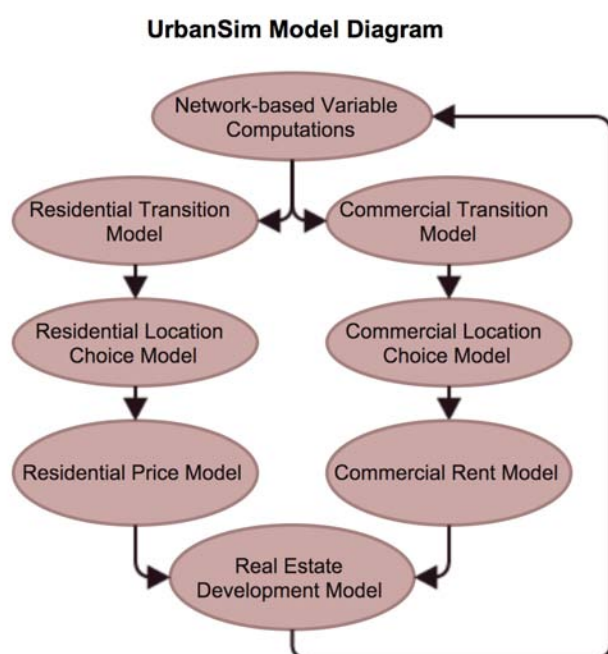 UrbanSim Model Diagram
Network-based Variable
Computations
Residential Transition
Model
Commercial Transition
Model
Residential Location
Choice Model
Commercial Location
Choice Model
Residential Price Model
Commercial Rent Model
Real Estate
Development Model